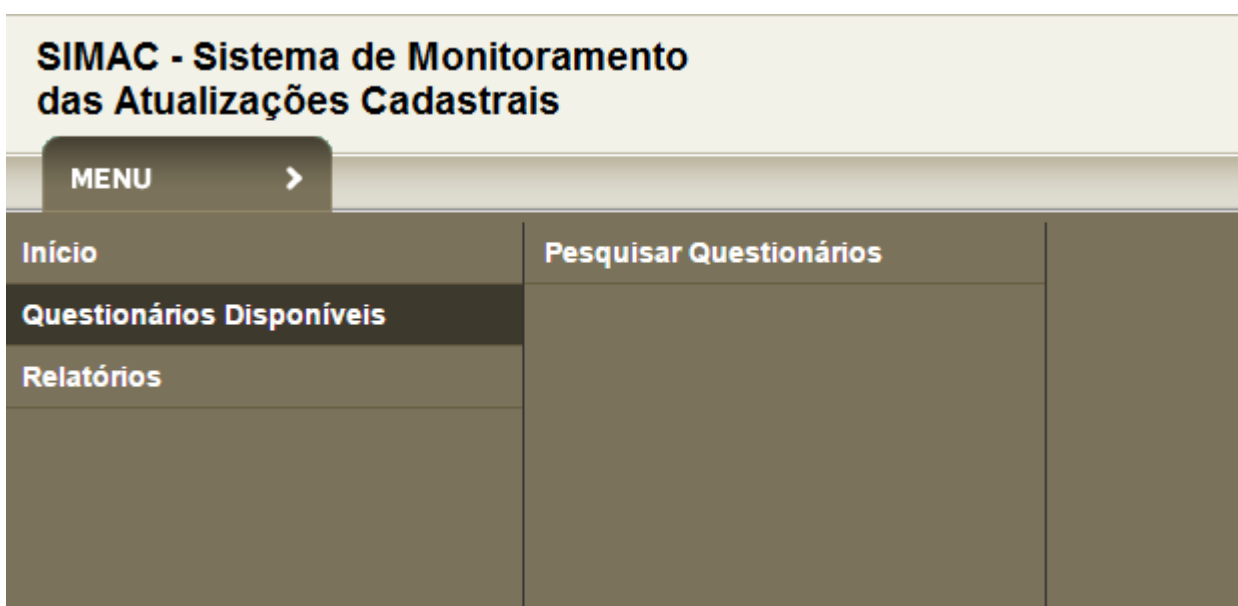 SIMAC - Sistema de Monitoramento
das Atualizações Cadastrais
MENU
Início
Pesquisar Questionários
Questionários Disponíveis
Relatórios